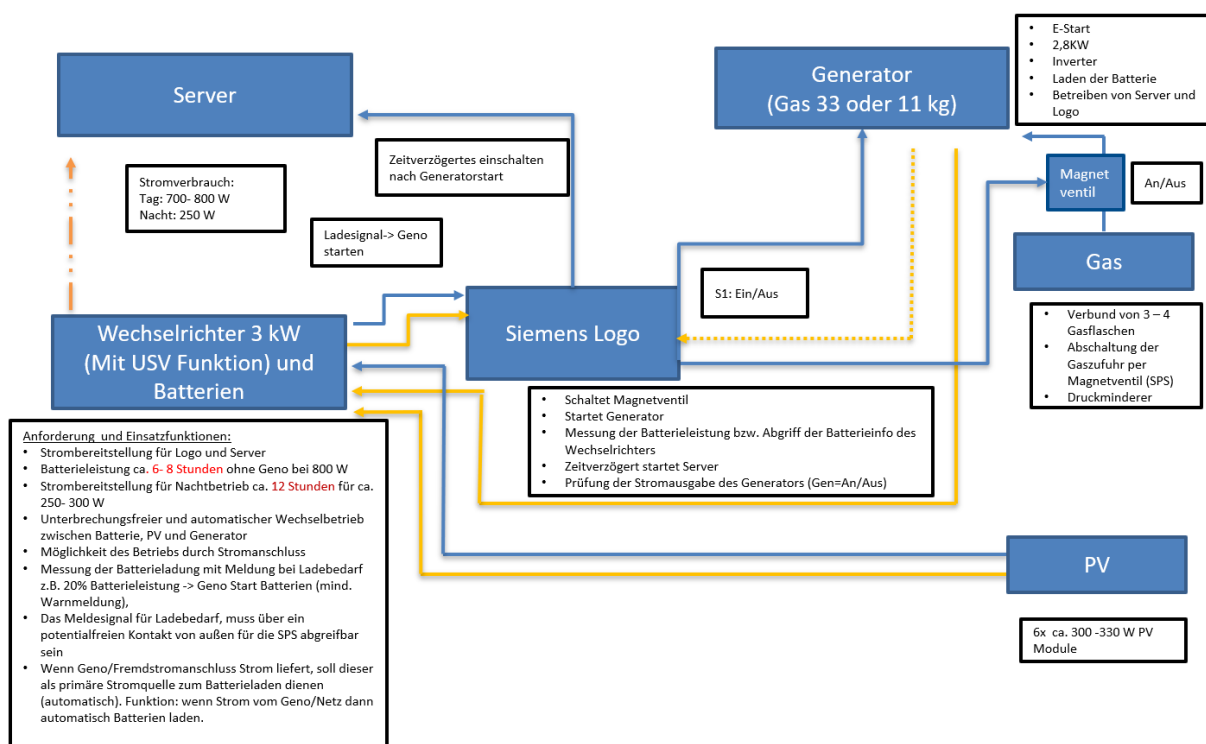 Server
Generator
(Gas 33 oder 11 kg)
• E-Start
• 2,8KW
• Inverter
• Laden der Batterie
• Betreiben von Server und
Logo
Zeitverzögertes einschalten
nach Generatorstart
Magnet
ventil
An/Aus
Stromverbrauch:
Tag: 700- 800 W
Nacht: 250 W
Ladesignal-> Geno
starten
Gas
S1: Ein/Aus
Wechselrichter 3 kW
(Mit USV Funktion) und
Batterien
Siemens Logo
• Verbund von 3 – 4
Gasflaschen
• Abschaltung der
Gaszufuhr per
Magnetventil (SPS)
• Druckminderer
• Schaltet Magnetventil
• Startet Generator
• Messung der Batterieleistung bzw. Abgriff der Batterieinfo des
Wechselrichters
• Zeitverzögert startet Server
• Prüfung der Stromausgabe des Generators (Gen=An/Aus)
Anforderung und Einsatzfunktionen:
• Strombereitstellung für Logo und Server
• Batterieleistung ca. 6- 8 Stunden ohne Geno bei 800 W
• Strombereitstellung für Nachtbetrieb ca. 12 Stunden für ca.
250- 300 W
• Unterbrechungsfreier und automatischer Wechselbetrieb
zwischen Batterie, PV und Generator
• Möglichkeit des Betriebs durch Stromanschluss
• Messung der Batterieladung mit Meldung bei Ladebedarf
z.B. 20% Batterieleistung -> Geno Start Batterien (mind.
Warnmeldung),
• Das Meldesignal für Ladebedarf, muss über ein
potentialfreien Kontakt von außen für die SPS abgreifbar
sein
• Wenn Geno/Fremdstromanschluss Strom liefert, soll dieser
als primäre Stromquelle zum Batterieladen dienen
(automatisch). Funktion: wenn Strom vom Geno/Netz dann
automatisch Batterien laden.
PV
6x ca. 300 -330 W PV
Module